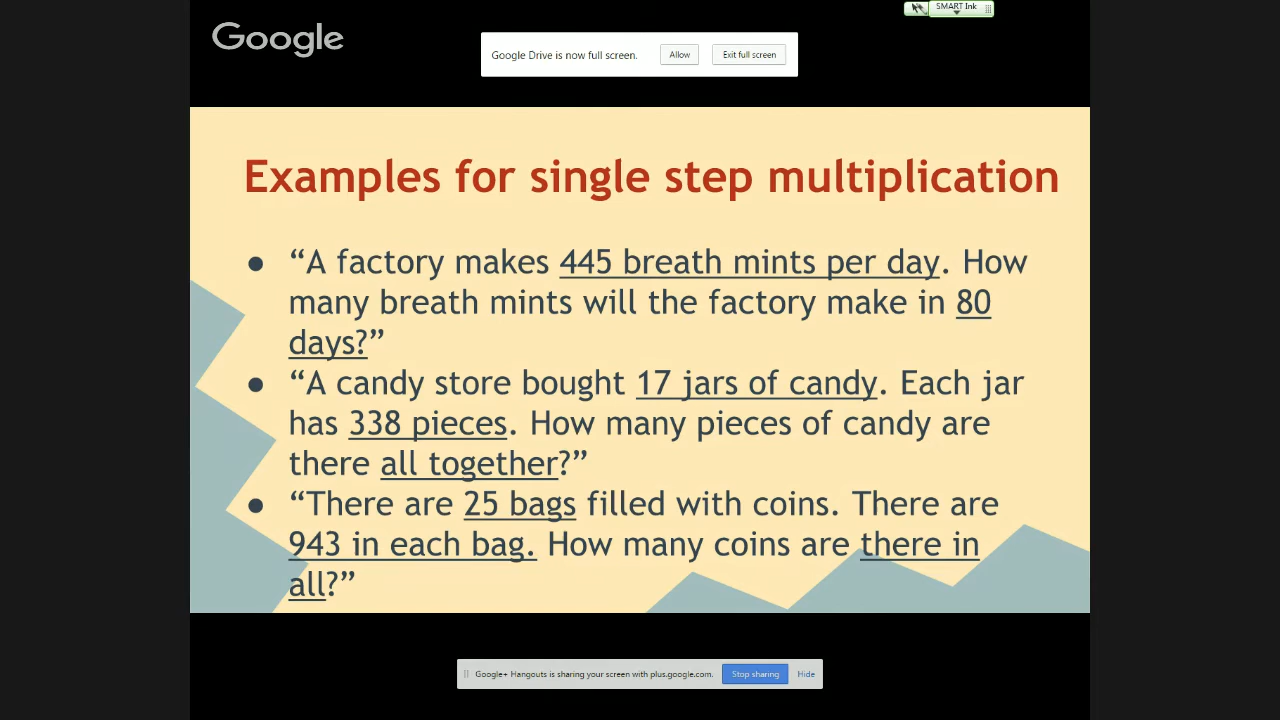 SMART Ink
Google
Google Drive is now full screen.
Allow
Exit full screen
Examples for single step multiplication
● “A factory makes 445 breath mints per day. How
many breath mints will the factory make in 80
days?”
● “A candy store bought 17 jars of candy. Each jar
has 338 pieces. How many pieces of candy are
there all together?”
● “There are 25 bags filled with coins. There are
943 in each bag. How many coins are there in
all?”
Google+ Hangouts is sharing your screen with plus.google.com.
Stop sharing
Hide